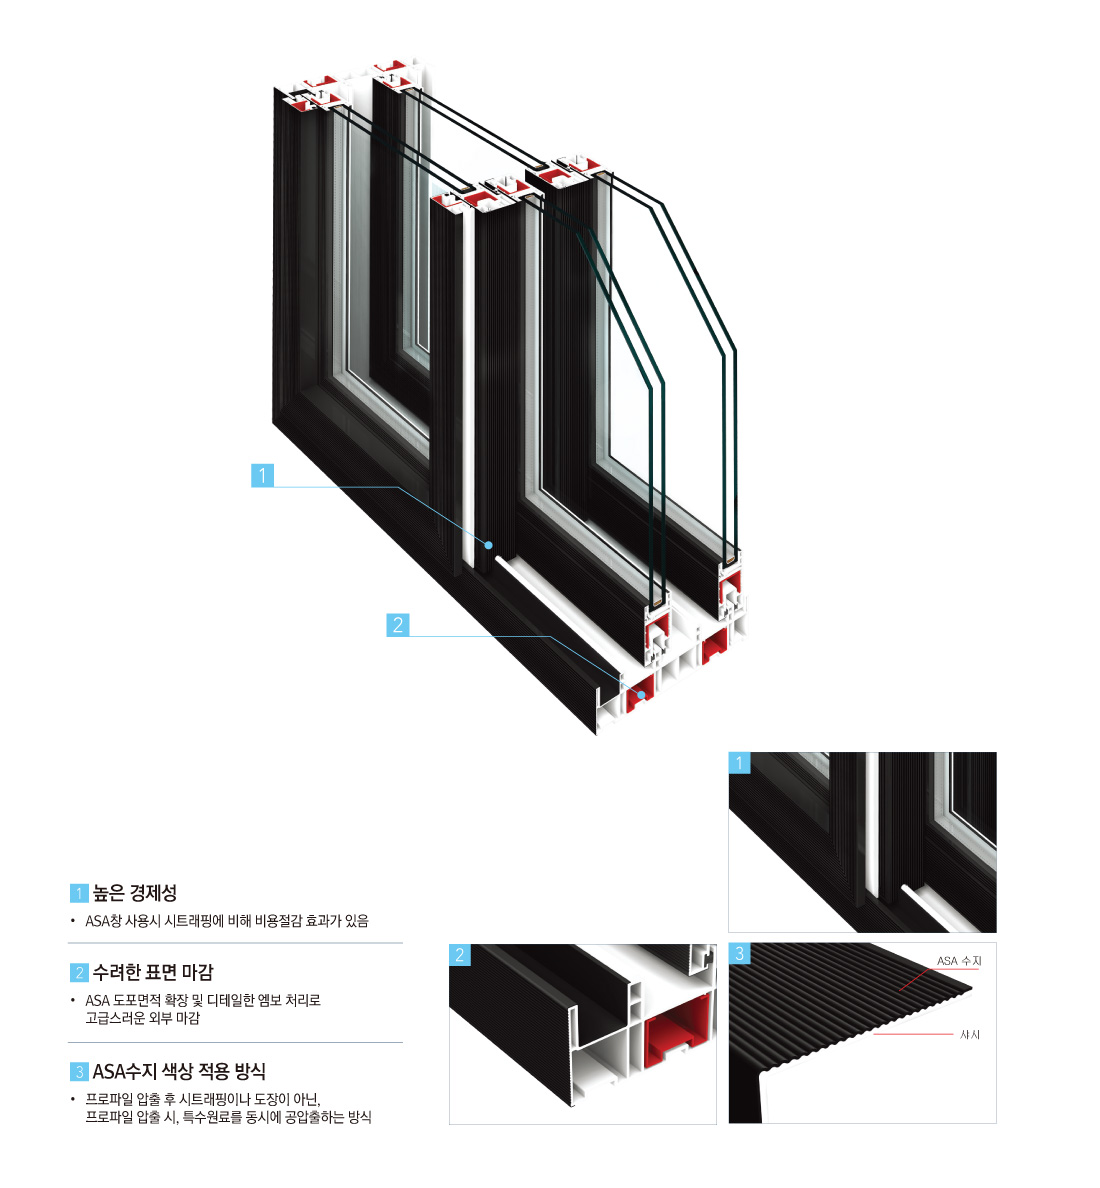 1
2
1
1 높은 경제성
• ASA창 사용시 시트래핑에 비해 비용절감 효과가 있음
2 수려한 표면 마감
• ASA 도포면적 확장 및 디테일한 엠보 처리로
고급스러운 외부 마감
3 ASA수지 색상 적용 방식
• 프로파일 압출 후 시트래핑이나 도장이 아닌,
프로파일 압출 시, 특수원료를 동시에 공압출하는 방식
2
3
ASA 수지
샤시